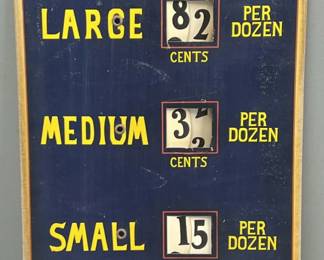 LARGE 82 PER
DOZEN
CENTS
MEDIUM 3 PER
DOZEN
CENTS
SMALL 15 PER
DOZEN